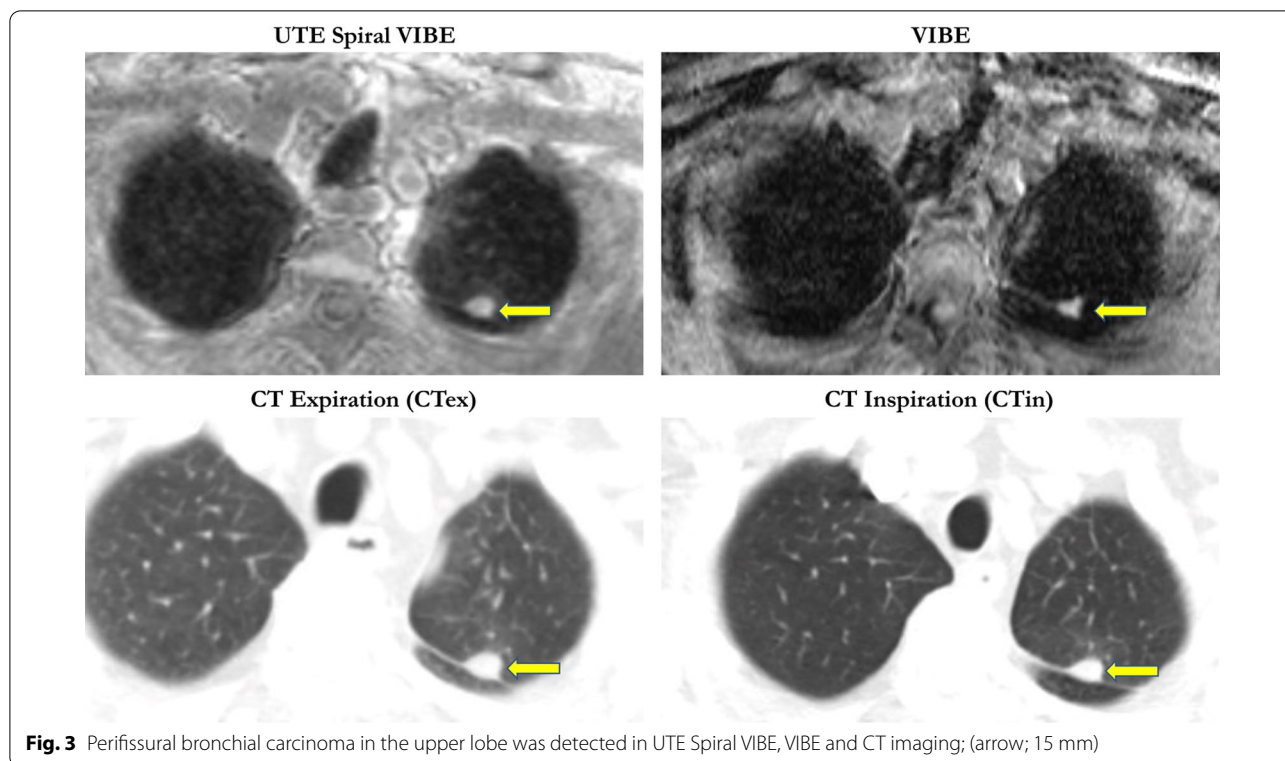 UTE Spiral VIBE
VIBE
CT Expiration (CTex)
CT Inspiration (CTin)
Fig. 3 Perifissural bronchial carcinoma in the upper lobe was detected in UTE Spiral VIBE, VIBE and CT imaging; (arrow; 15 mm)